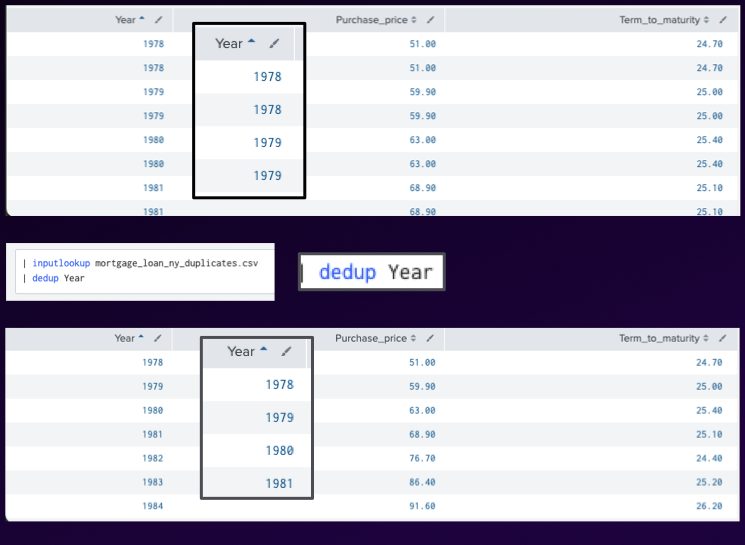 Year Purchase_price Term_to_maturity
1978 51.00 24.70
1978 51.00 24.70
1979 59.90 25.00
1979 59.90 25.00
1980 63.00 25.40
1980 63.00 25.40
1981 68.90 25.10
1981 68.90 25.10
Year
1978
1978
1979
1979
| inputlookup mortgage_loan_ny_duplicates.csv
| dedup Year
| dedup Year
Year Purchase_price Term_to_maturity
1978 51.00 24.70
1979 59.90 25.00
1980 63.00 25.40
1981 68.90 25.10
1982 76.70 24.40
1983 86.40 25.20
1984 91.60 26.20
Year
1978
1979
1980
1981